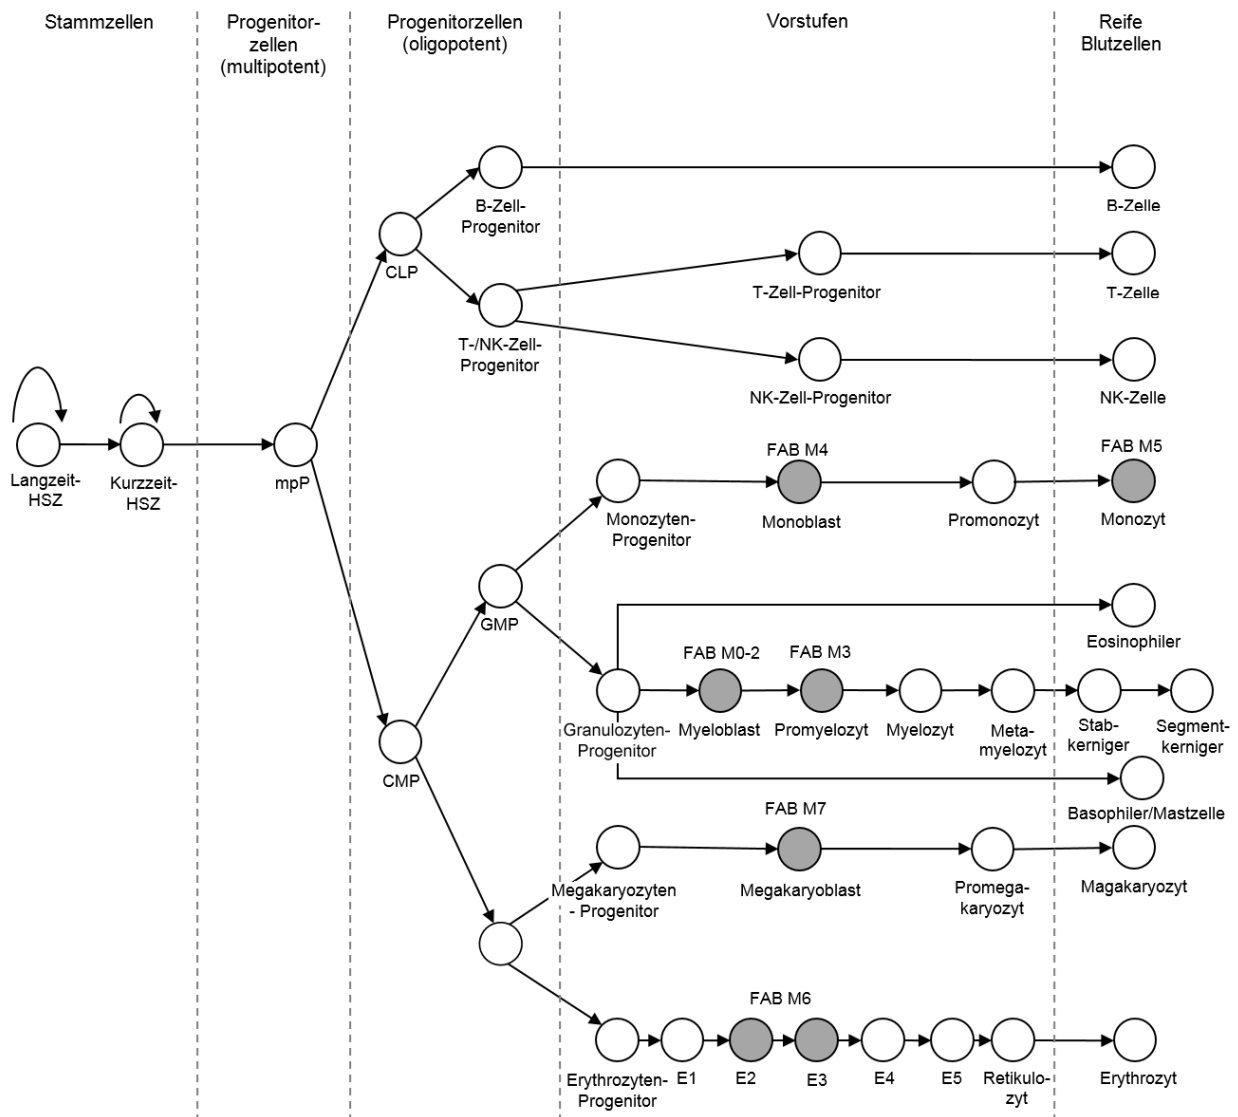 Stammzellen
Progenitor-
zellen
(multipotent)
Progenitorzellen
(oligopotent)
Vorstufen
Reife
Blutzellen
B-Zell-
Progenitor
B-Zelle
CLP
T-Zell-Progenitor
T-Zelle
T-/NK-Zell-
Progenitor
NK-Zell-Progenitor
NK-Zelle
Langzeit-
HSZ
Kurzzeit-
HSZ
mpP
FAB M4
FAB M5
Monozyten-
Progenitor
Monoblast
Promonozyt
Monozyt
GMP
Eosinophiler
FAB M0-2
FAB M3
Granulozyten-
Progenitor
Myeloblast
Promyelozyt
Myelozyt
Meta-
myelozyt
Stab-
kerniger
Segment-
kerniger
CMP
Basophiler/Mastzelle
FAB M7
Megakaryozyten
- Progenitor
Megakaryoblast
Promega-
karyozyt
Magakaryozyt
FAB M6
Erythrozyten-
Progenitor
E1
E2
E3
E4
E5
Retikulo-
zyt
Erythrozyt